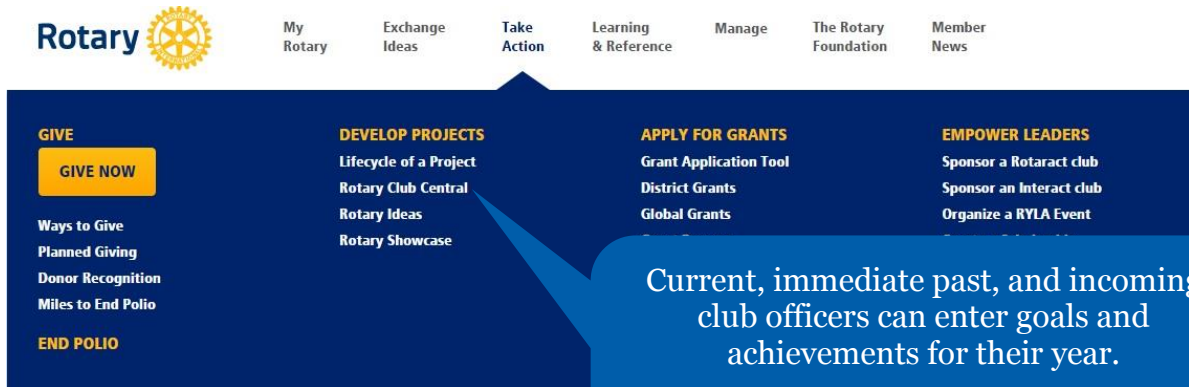 Rotary
My Rotary
Exchange Ideas
Take Action
Learning & Reference
Manage
The Rotary Foundation
Member News
GIVE
GIVE NOW
Ways to Give
Planned Giving
Donor Recognition
Miles to End Polio
END POLIO
DEVELOP PROJECTS
Lifecycle of a Project
Rotary Club Central
Rotary Ideas
Rotary Showcase
APPLY FOR GRANTS
Grant Application Tool
District Grants
Global Grants
EMPOWER LEADERS
Sponsor a Rotaract club
Sponsor an Interact club
Organize a RYLA Event
Current, immediate past, and incoming
club officers can enter goals and
achievements for their year.